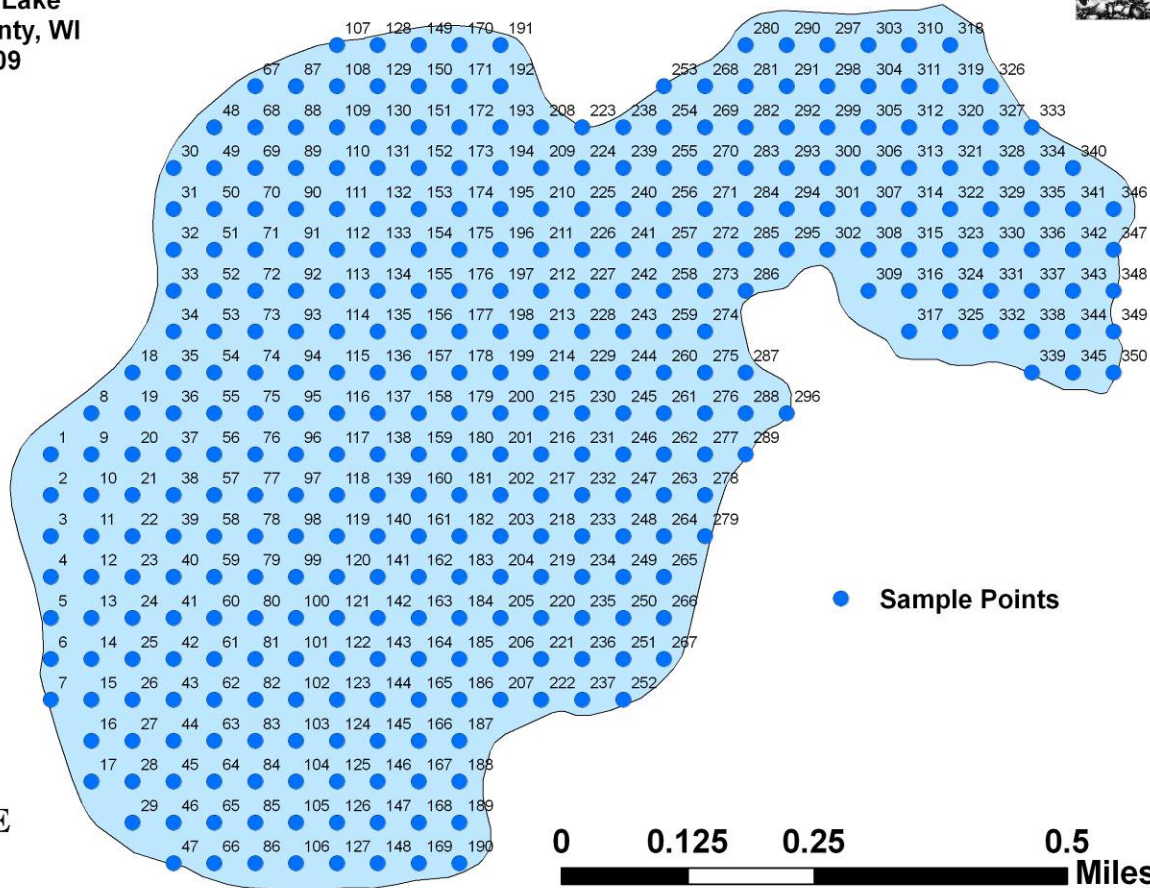 Lake
nty, WI
09
107 128 149 170 191 280 290 297 303 310 318
67 87 108 129 150 171 192 253 268 281 291 298 304 311 319 326
48 68 88 109 130 151 172 193 208 223 238 254 269 282 292 299 305 312 320 327 333
30 49 69 89 110 131 152 173 194 209 224 239 255 270 283 293 300 306 313 321 328 334 340
31 50 70 90 111 132 153 174 195 210 225 240 256 271 284 294 301 307 314 322 329 335 341 346
32 51 71 91 112 133 154 175 196 211 226 241 257 272 285 295 302 308 315 323 330 336 342 347
33 52 72 92 113 134 155 176 197 212 227 242 258 273 286 309 316 324 331 337 343 348
34 53 73 93 114 135 156 177 198 213 228 243 259 274 317 325 332 338 344 349
18 35 54 74 94 115 136 157 178 199 214 229 244 260 275 287 339 345 350
8 19 36 55 75 95 116 137 158 179 200 215 230 245 261 276 288 296
1 9 20 37 56 76 96 117 138 159 180 201 216 231 246 262 277 289
2 10 21 38 57 77 97 118 139 160 181 202 217 232 247 263 278
3 11 22 39 58 78 98 119 140 161 182 203 218 233 248 264 279
4 12 23 40 59 79 99 120 141 162 183 204 219 234 249 265
5 13 24 41 60 80 100 121 142 163 184 205 220 235 250 266
Sample Points
6 14 25 42 61 81 101 122 143 164 185 206 221 236 251 267
7 15 26 43 62 82 102 123 144 165 186 207 222 237 252
16 27 44 63 83 103 124 145 166 187
17 28 45 64 84 104 125 146 167 188
29 46 65 85 105 126 147 168 189
E
47 66 86 106 127 148 169 190
0 0.125 0.25 0.5
Miles